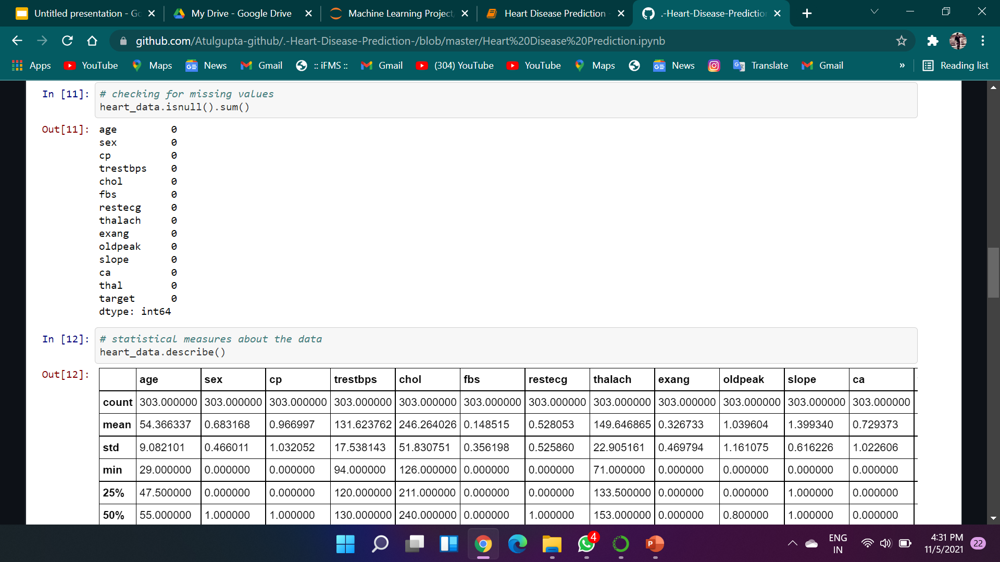 Untitled presentation - Go
My Drive - Google Drive
Machine Learning Project/
Heart Disease Prediction -
.-Heart-Disease-Predictio
github.com/Atulgupta-github/.-Heart-Disease-Prediction-/blob/master/Heart%20Disease%20Prediction.ipynb
Apps YouTube Maps News Gmail :: iFMS :: Gmail (304) YouTube YouTube Maps News Translate Gmail » Reading list
In [11]: # checking for missing values
heart_data.isnull().sum()
Out[11]: age 0
sex 0
cp 0
trestbps 0
chol 0
fbs 0
restecg 0
thalach 0
exang 0
oldpeak 0
slope 0
ca 0
thal 0
target 0
dtype: int64
In [12]: # statistical measures about the data
heart_data.describe()
Out[12]:
age sex cp trestbps chol fbs restecg thalach exang oldpeak slope ca
count 303.000000 303.000000 303.000000 303.000000 303.000000 303.000000 303.000000 303.000000 303.000000 303.000000 303.000000 303.000000
mean 54.366337 0.683168 0.966997 131.623762 246.264026 0.148515 0.528053 149.646865 0.326733 1.039604 1.399340 0.729373
std 9.082101 0.466011 1.032052 17.538143 51.830751 0.356198 0.525860 22.905161 0.469794 1.161075 0.616226 1.022606
min 29.000000 0.000000 0.000000 94.000000 126.000000 0.000000 0.000000 71.000000 0.000000 0.000000 0.000000 0.000000
25% 47.500000 0.000000 0.000000 120.000000 211.000000 0.000000 0.000000 133.500000 0.000000 0.000000 1.000000 0.000000
50% 55.000000 1.000000 1.000000 130.000000 240.000000 0.000000 1.000000 153.000000 0.000000 0.800000 1.000000 0.000000
4
ENG
IN
4:31 PM
11/5/2021
22